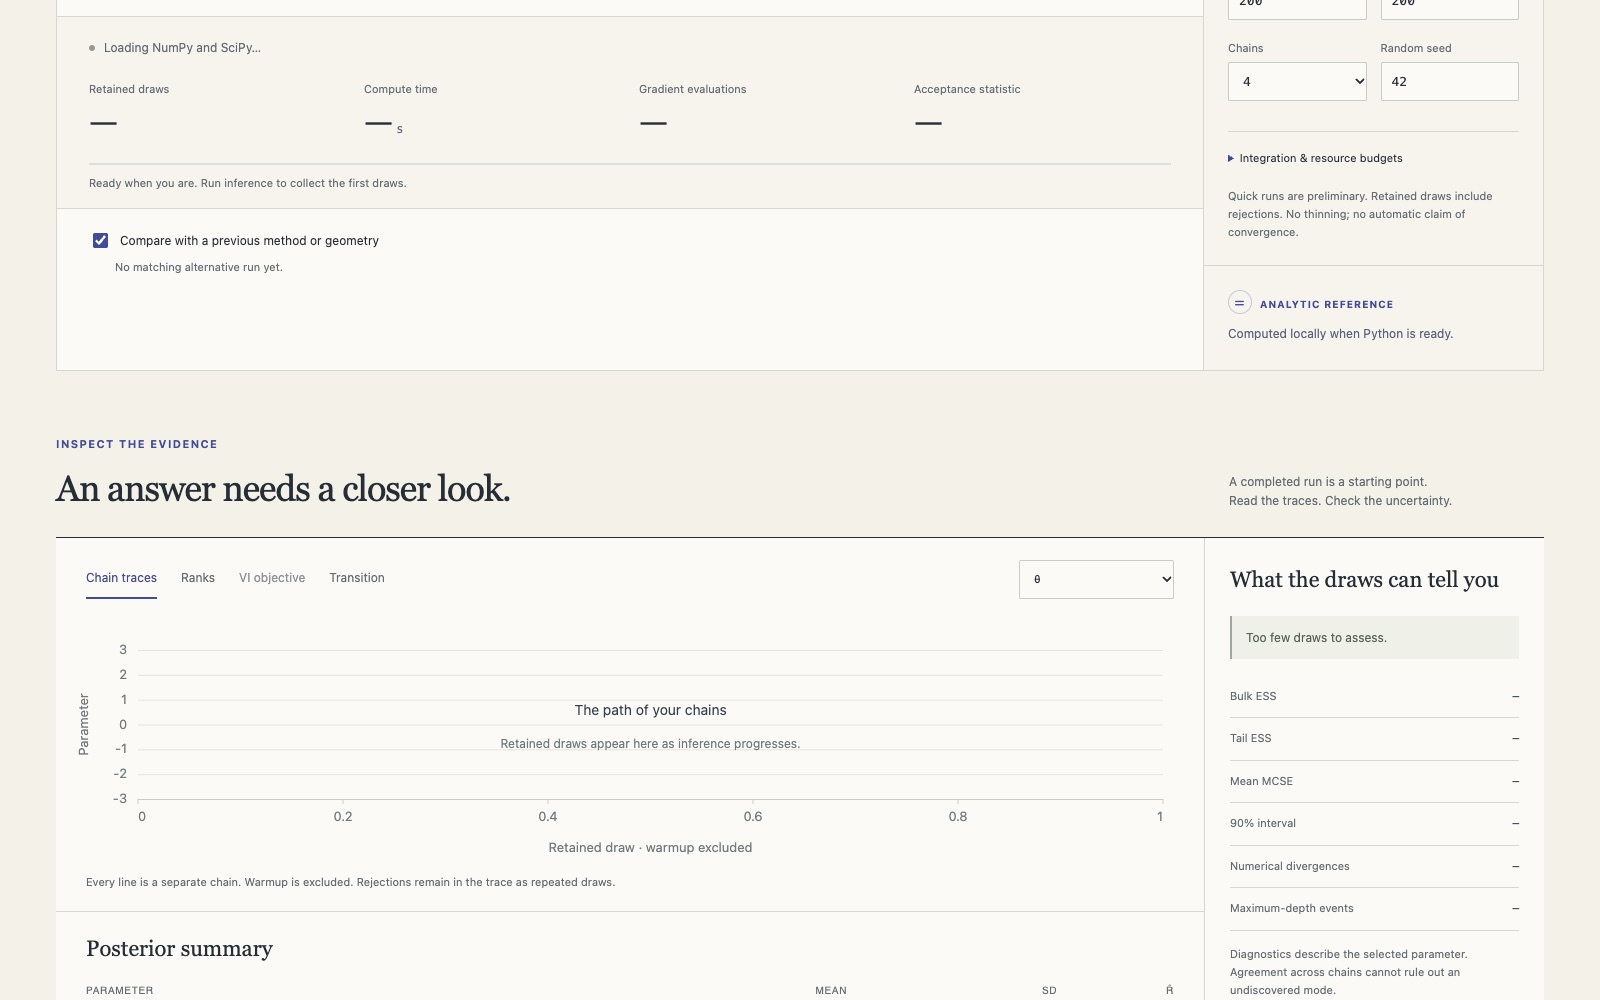 200
200
Loading NumPy and SciPy...
Retained draws
Compute time
Gradient evaluations
Acceptance statistic
—
— s
—
—
Ready when you are. Run inference to collect the first draws.
Compare with a previous method or geometry
No matching alternative run yet.
Chains
Random seed
4
42
Integration & resource budgets
Quick runs are preliminary. Retained draws include
rejections. No thinning; no automatic claim of
convergence.
=
ANALYTIC REFERENCE
Computed locally when Python is ready.
INSPECT THE EVIDENCE
An answer needs a closer look.
A completed run is a starting point.
Read the traces. Check the uncertainty.
Chain traces
Ranks
VI objective
Transition
θ
3
2
1
0
-1
-2
-3
Parameter
The path of your chains
Retained draws appear here as inference progresses.
0
0.2
0.4
0.6
0.8
1
Retained draw · warmup excluded
Every line is a separate chain. Warmup is excluded. Rejections remain in the trace as repeated draws.
Posterior summary
PARAMETER
MEAN
SD
R̂
What the draws can tell you
Too few draws to assess.
Bulk ESS –
Tail ESS –
Mean MCSE –
90% interval –
Numerical divergences –
Maximum-depth events –
Diagnostics describe the selected parameter.
Agreement across chains cannot rule out an
undiscovered mode.